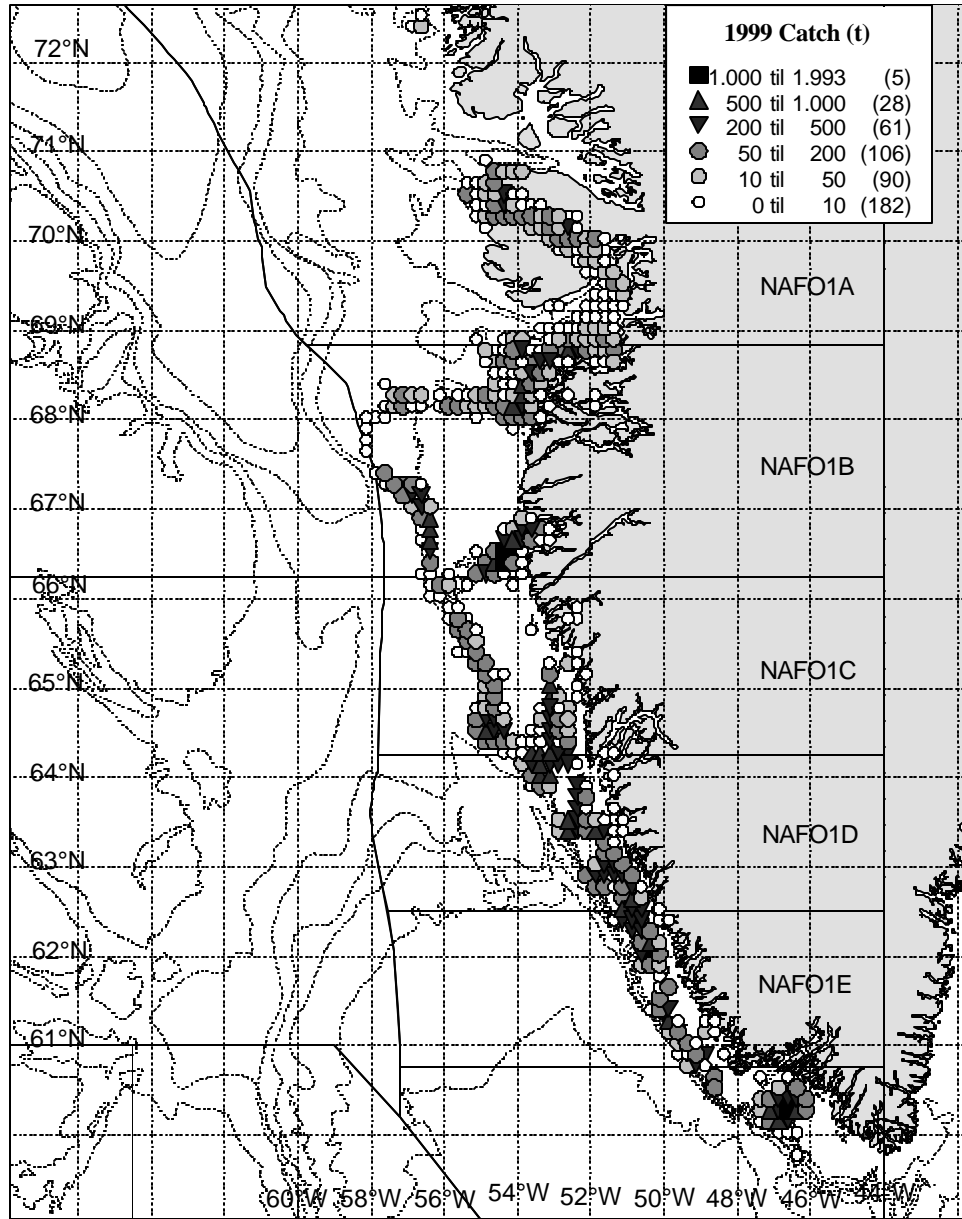 1999 Catch (t)
1.000 til 1.993 (5)
500 til 1.000 (28)
200 til 500 (61)
50 til 200 (106)
10 til 50 (90)
0 til 10 (182)
72°N
71°N
70°N
NAFO1A
69°N
68°N
NAFO1B
67°N
66°N
NAFO1C
65°N
64°N
NAFO1D
63°N
62°N
NAFO1E
61°N
60°W 58°W 56°W 54°W 52°W 50°W 48°W 46°W 44°W